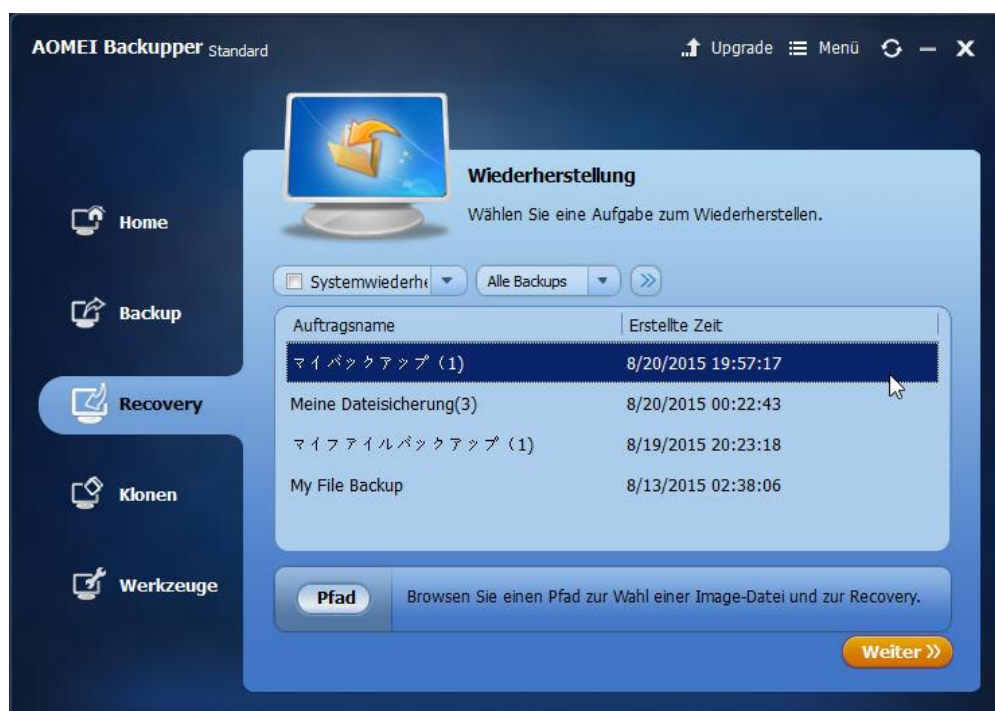 AOMEI Backupper Standard
Upgrade Menü
Wiederherstellung
Wählen Sie eine Aufgabe zum Wiederherstellen.
Home
Backup
Recovery
Klonen
Werkzeuge
Systemwiederhe Alle Backups
Auftragsname Erstellte Zeit
マイバックアップ(1) 8/20/2015 19:57:17
Meine Dateisicherung(3) 8/20/2015 00:22:43
マイファイルバックアップ(1) 8/19/2015 20:23:18
My File Backup 8/13/2015 02:38:06
Pfad Browsen Sie einen Pfad zur Wahl einer Image-Datei und zur Recovery.
Weiter